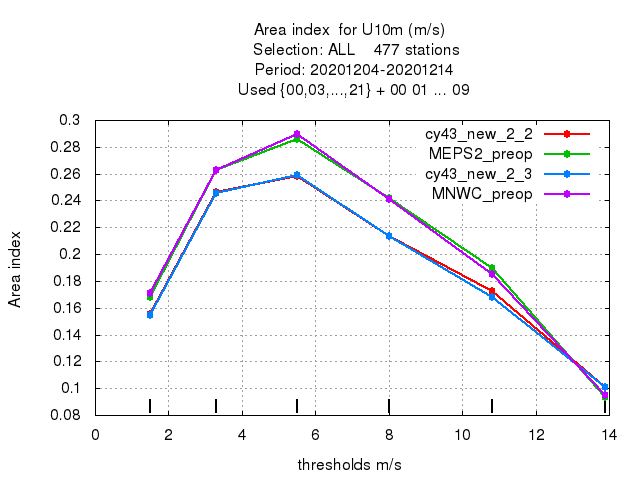 Area index  for U10m (m/s)
Selection: ALL    477 stations
Period: 20201204-20201214
Used {00,03,...,21} + 00 01 ... 09
cy43_new_2_2
MEPS2_preop
cy43_new_2_3
MNWC_preop
0.3
0.28
0.26
0.24
0.22
0.2
0.18
0.16
0.14
0.12
0.1
0.08
Area index
0 2 4 6 8 10 12 14
thresholds m/s